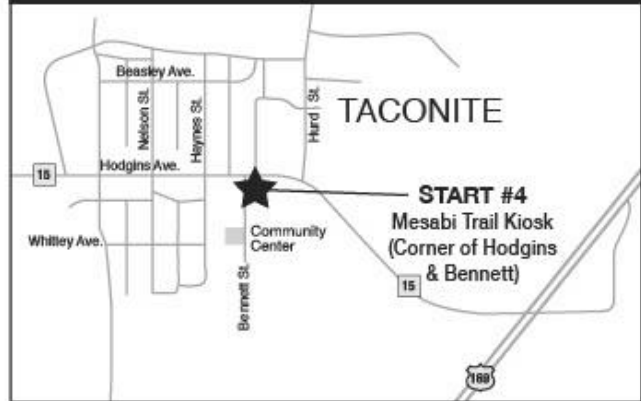 Beasley Ave.
Nelson St.
Haynes St.
Hurd St.
TACONITE
15
Hodgins Ave.
START #4
Mesabi Trail Kiosk
(Corner of Hodgins
& Bennett)
Whitley Ave.
Community
Center
Bennett St.
15
169